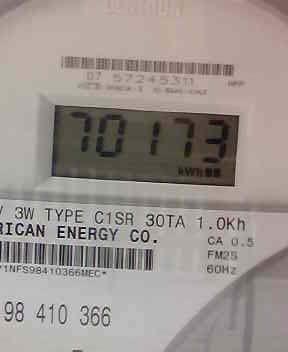 07 57245311
70173
kWh
V 3W TYPE C1SR 30TA 1.0Kh
RICAN ENERGY CO.
CA 0.5
FM2S
60Hz
*1NFS98410366MEC*
98 410 366